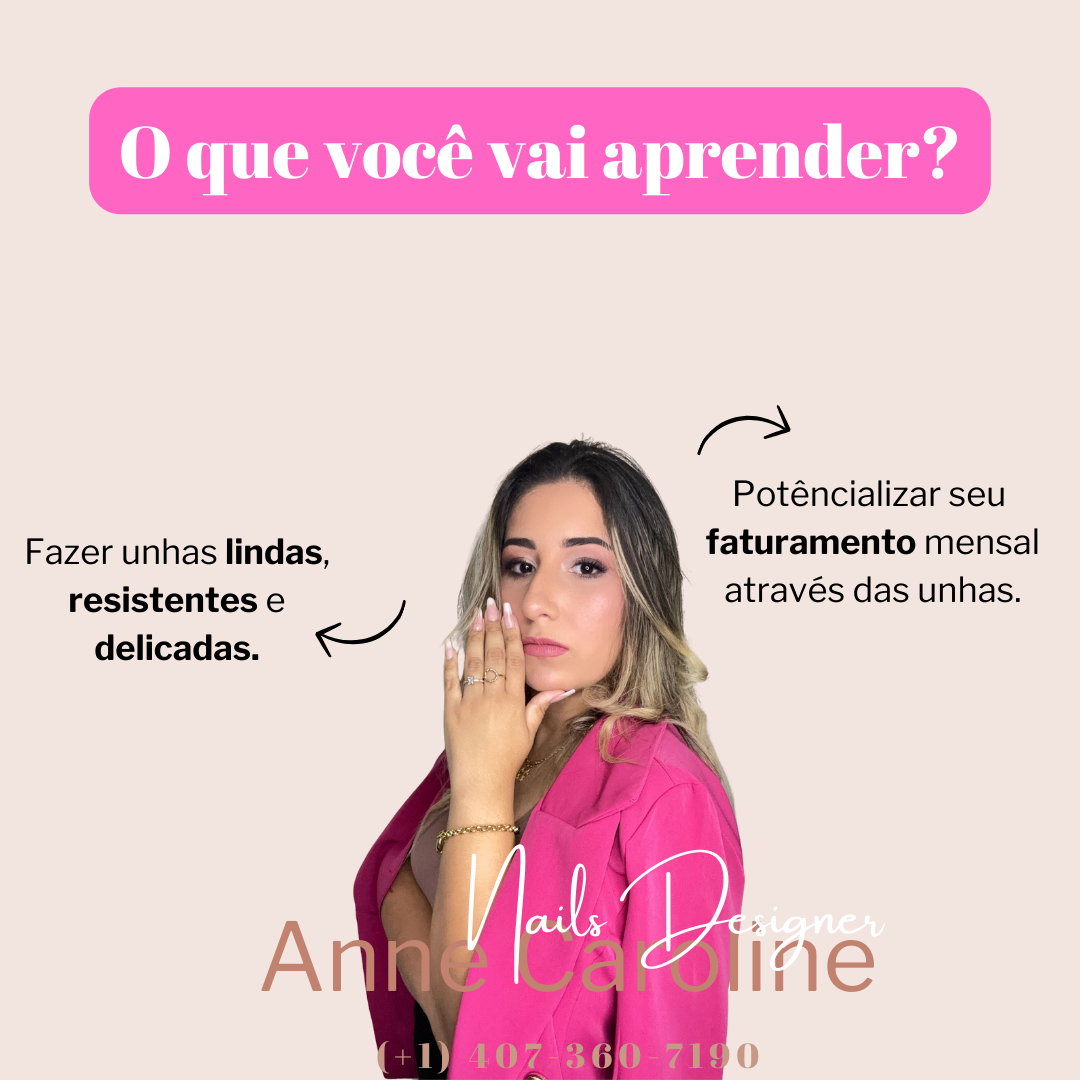 O que você vai aprender?
Potêncializar seu
faturamento mensal
através das unhas.
Fazer unhas lindas,
resistentes e
delicadas.
Nails Designer
Anne Caroline
(+1) 407-360-7190